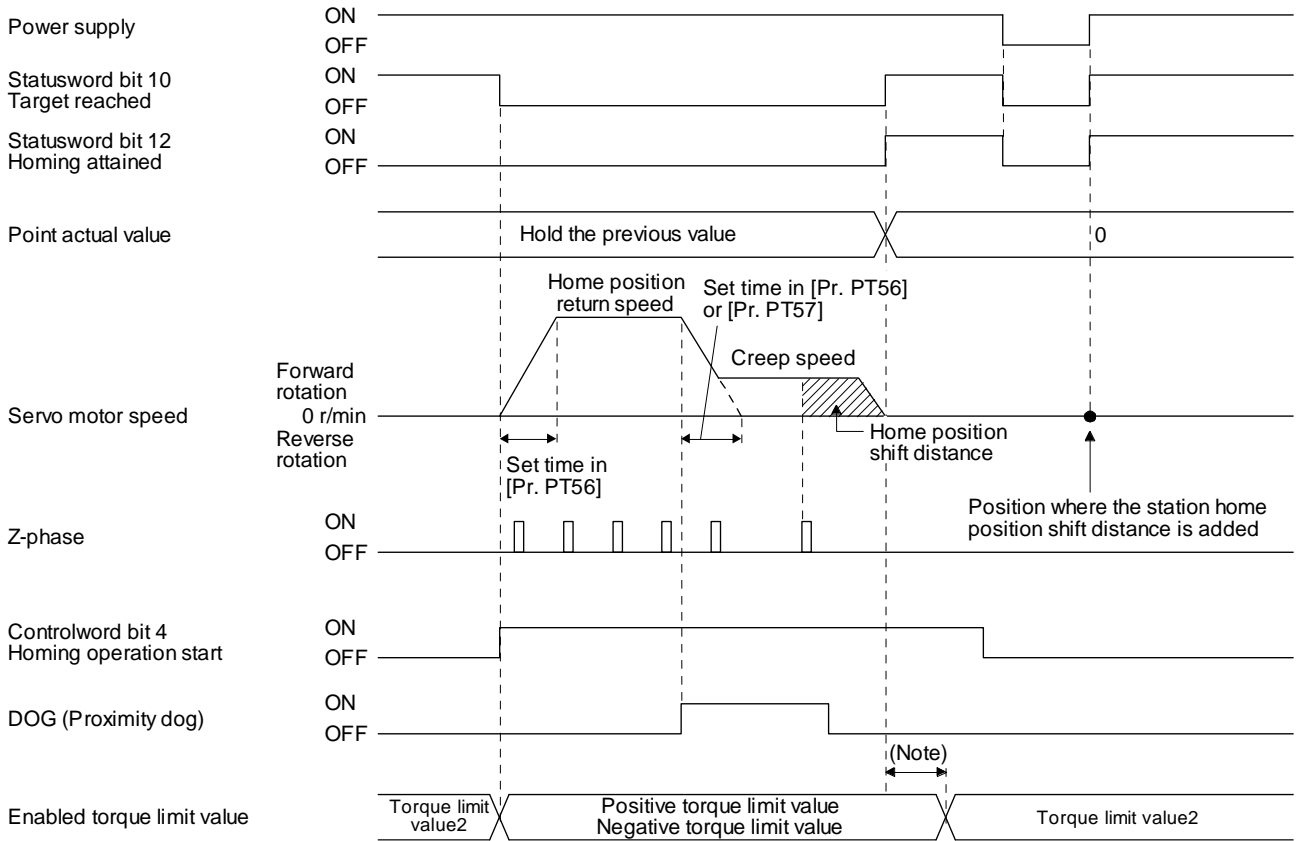 Power supply
ON
OFF
Statusword bit 10
Target reached
ON
OFF
Statusword bit 12
Homing attained
ON
OFF
Point actual value
Hold the previous value
0
Home position
return speed
Set time in [Pr. PT56]
or [Pr. PT57]
Creep speed
Servo motor speed
Forward
rotation
0 r/min
Reverse
rotation
Set time in
[Pr. PT56]
Home position
shift distance
Position where the station home
position shift distance is added
Z-phase
ON
OFF
Controlword bit 4
Homing operation start
ON
OFF
DOG (Proximity dog)
ON
OFF
(Note)
Enabled torque limit value
Torque limit
value2
Positive torque limit value
Negative torque limit value
Torque limit value2